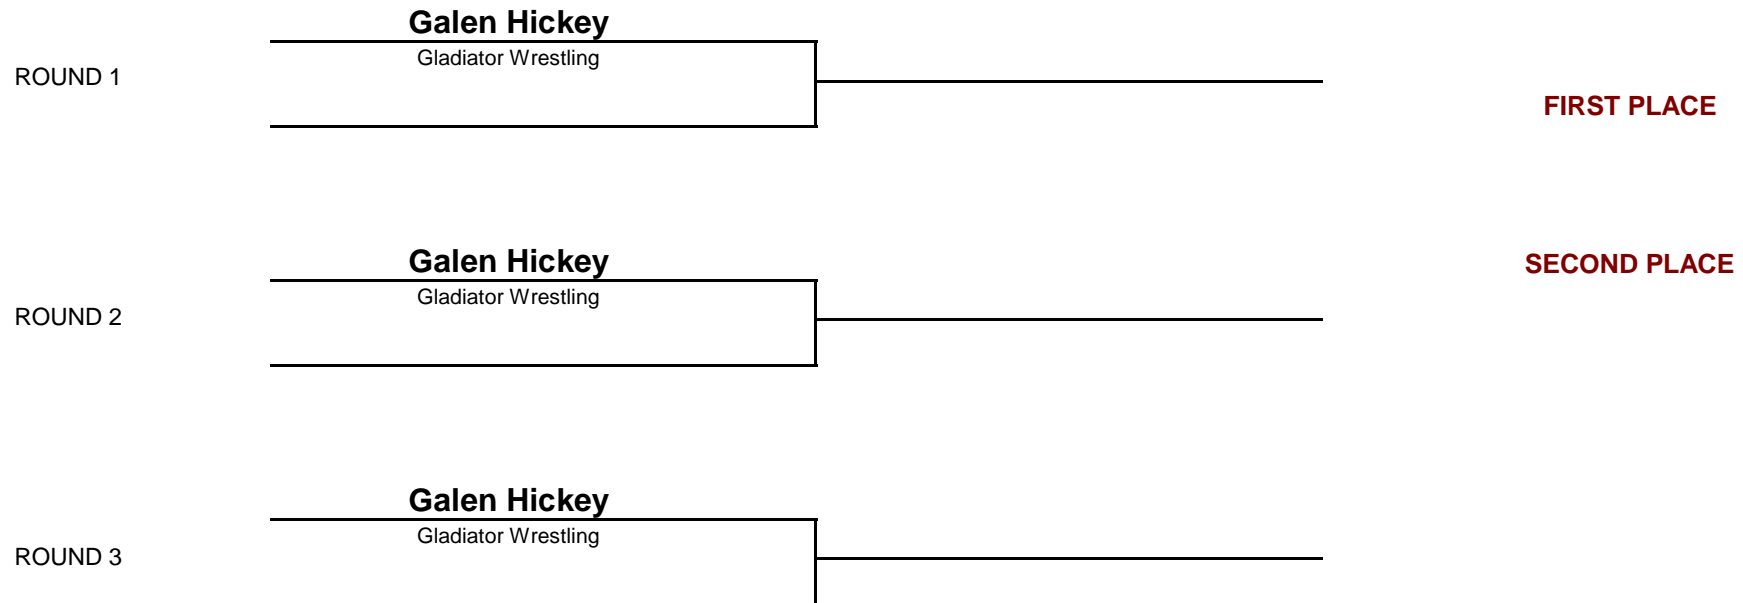 Galen Hickey
Gladiator Wrestling
ROUND 1
FIRST PLACE
Galen Hickey
SECOND PLACE
Gladiator Wrestling
ROUND 2
Galen Hickey
Gladiator Wrestling
ROUND 3